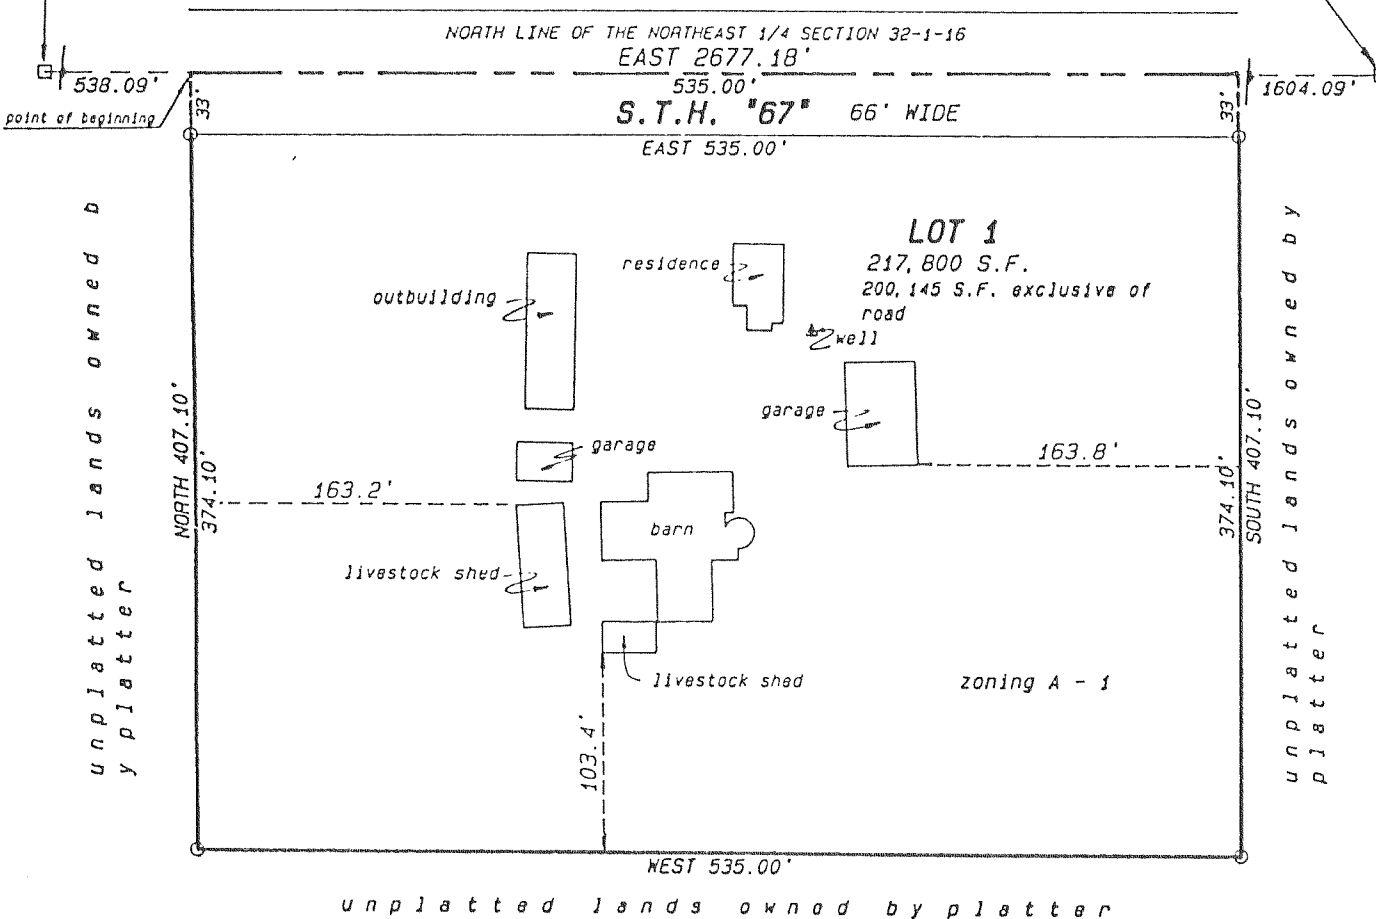 NORTH LINE OF THE NORTHEAST 1/4 SECTION 32-1-16
EAST 2677.18'
538.09'
535.00'
1604.09'
point of beginning
33'
S.T.H. "67" 66' WIDE
33'
EAST 535.00'
LOT 1
217,800 S.F.
200,145 S.F. exclusive of
road
residence
outbuilding
well
garage
garage
163.8'
163.2'
barn
livestock shed
livestock shed
zoning A - 1
103.4'
NORTH 407.10'
374.10'
374.10'
SOUTH 407.10'
unplatted lands owned b
y platter
unplatted lands owned by
platter
WEST 535.00'
unplatted lands owned by platter